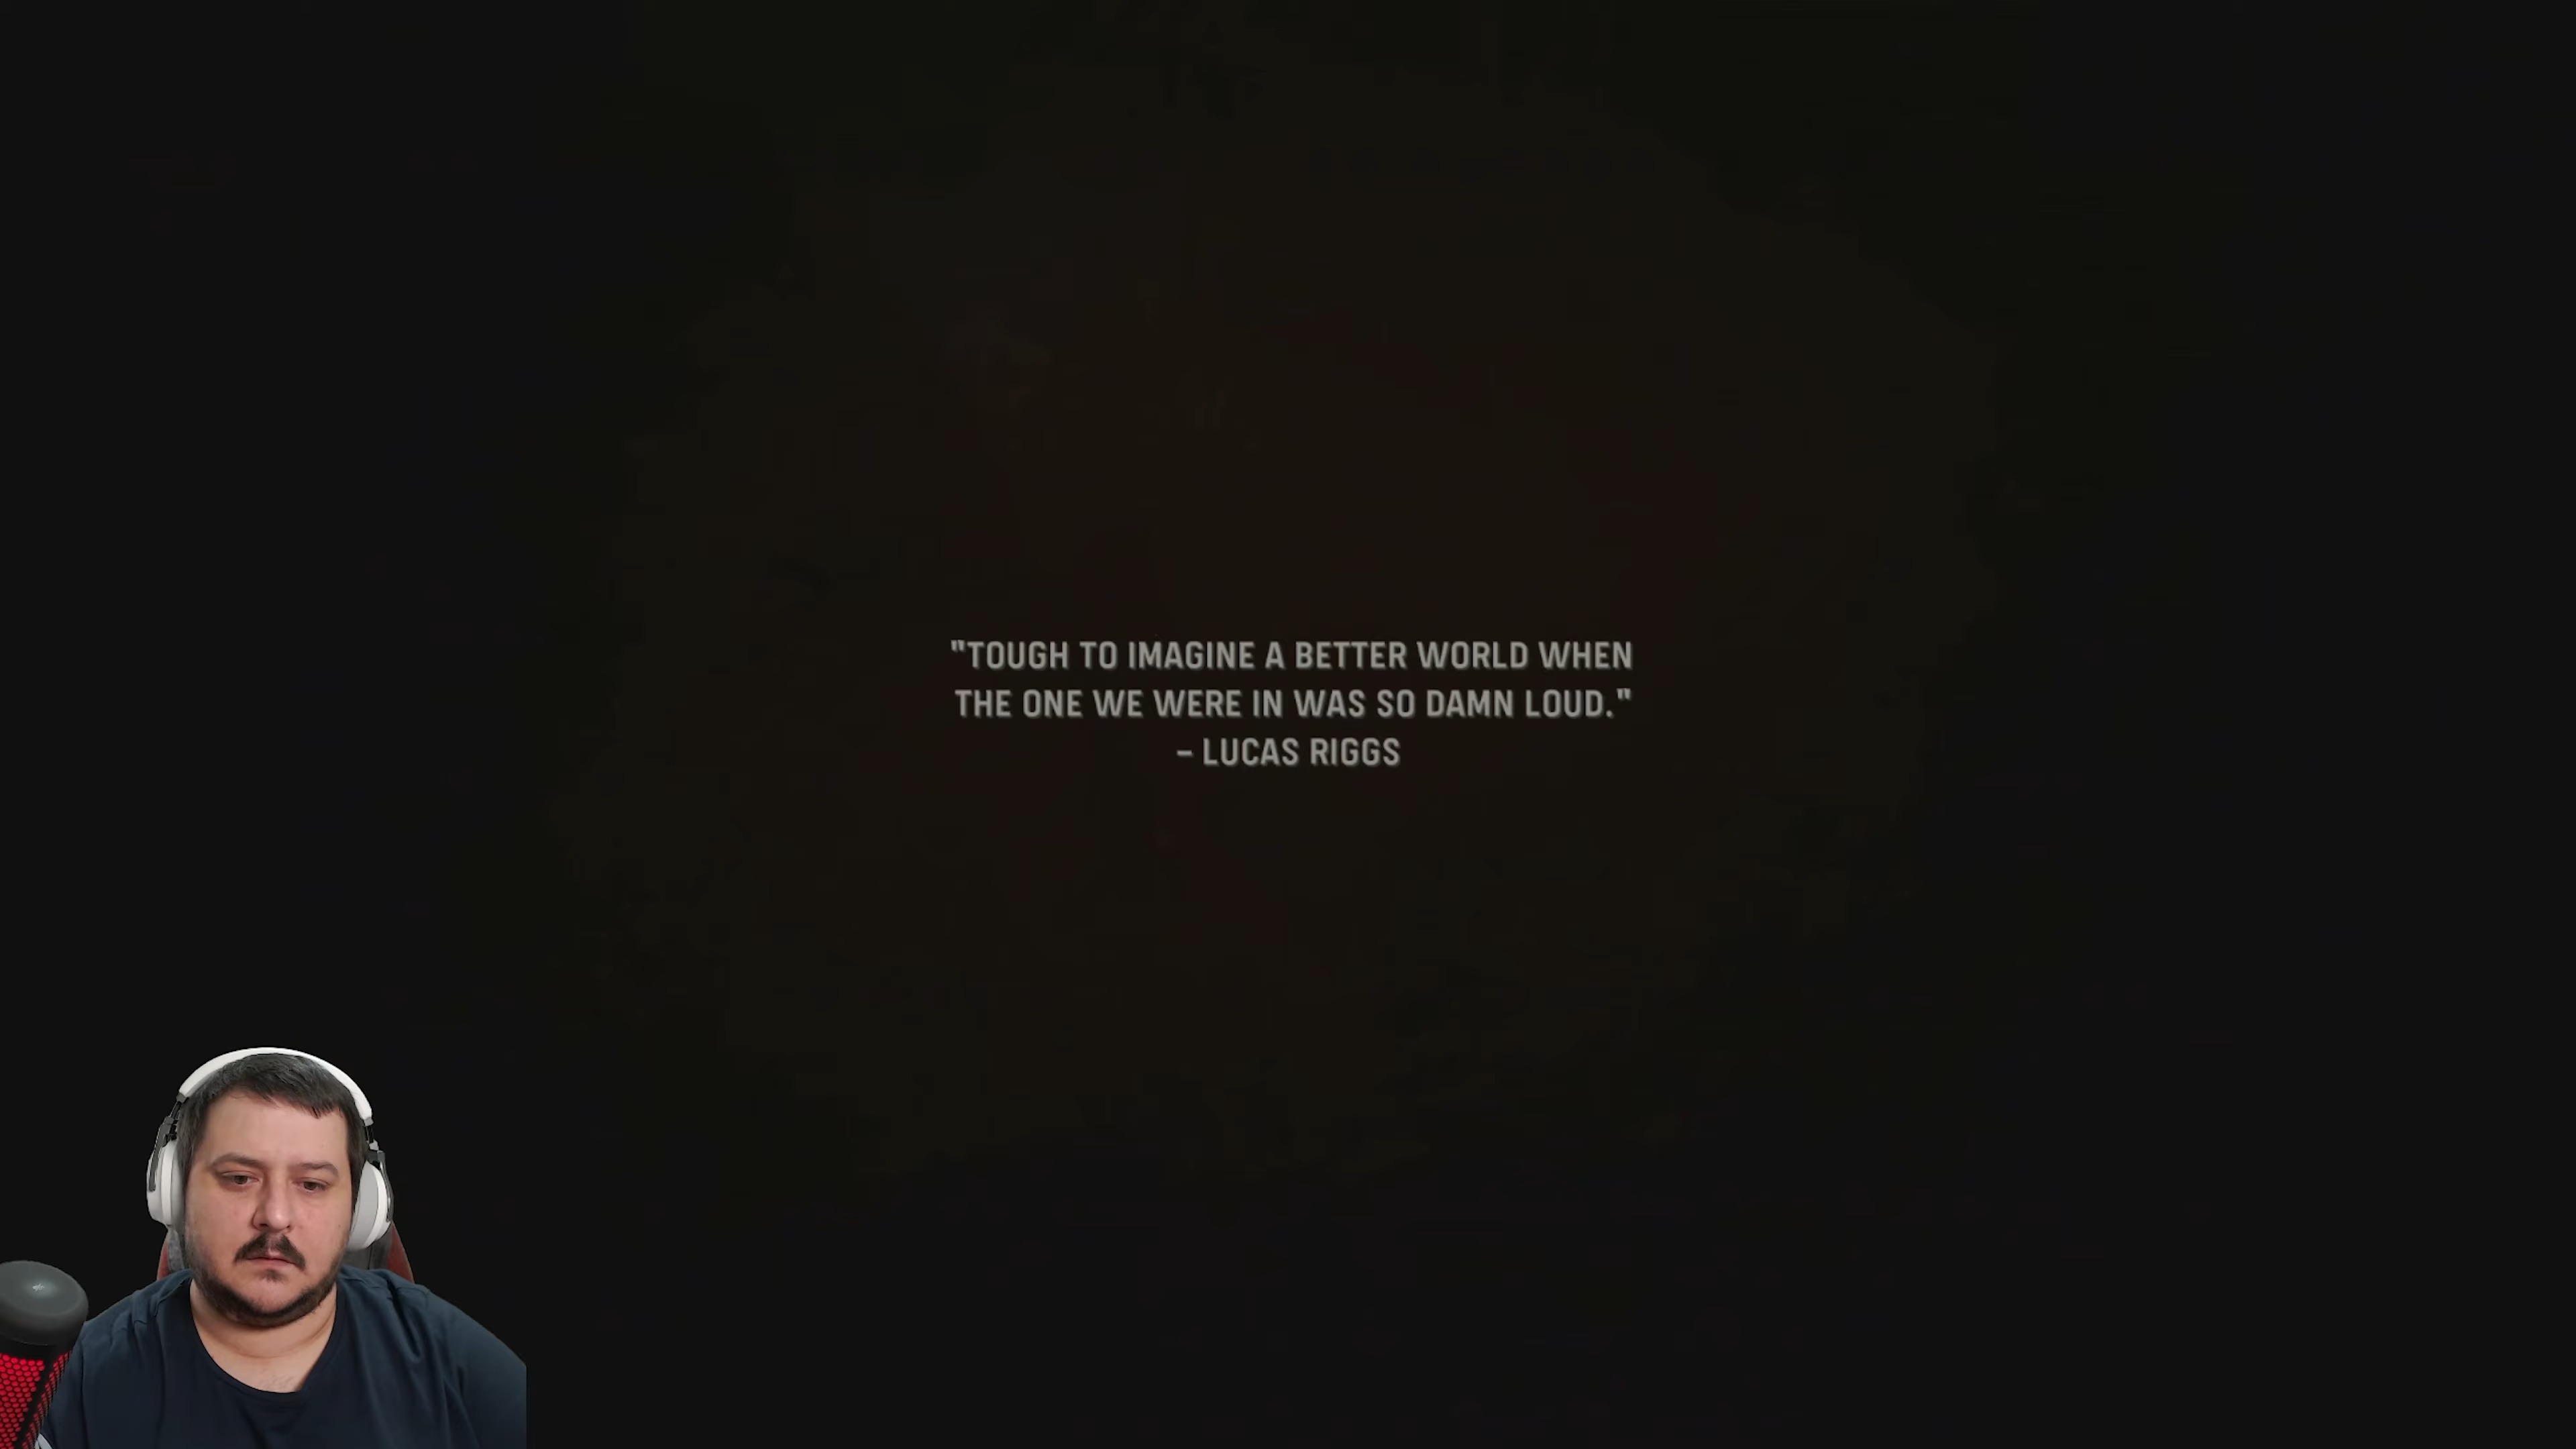 "TOUGH TO IMAGINE A BETTER WORLD WHEN
THE ONE WE WERE IN WAS SO DAMN LOUD."
– LUCAS RIGGS